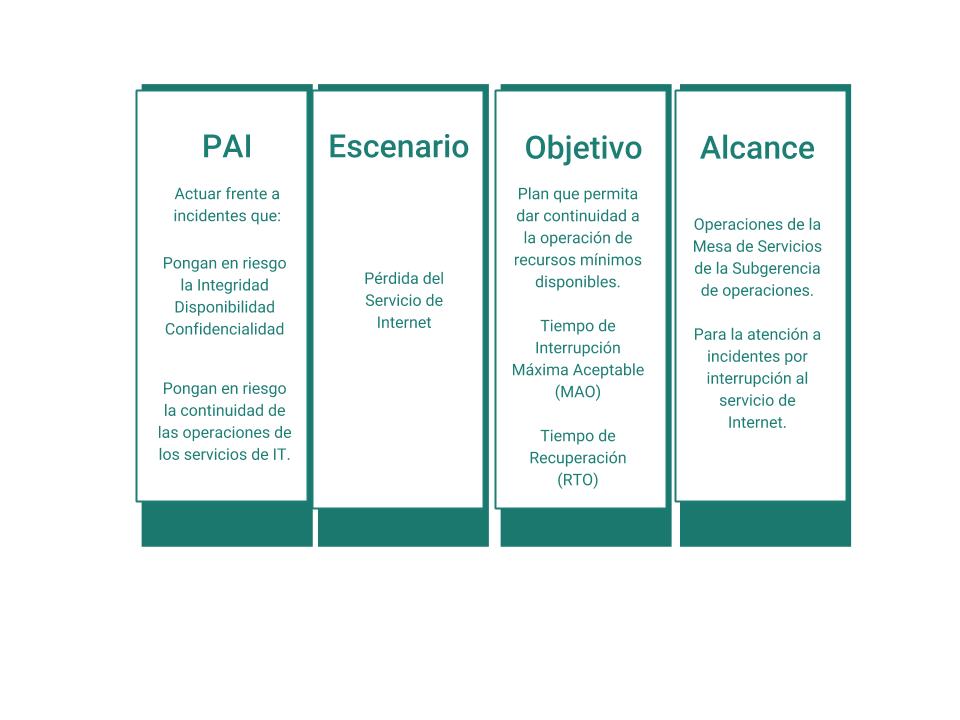 PAI
Actuar frente a
incidentes que:
Pongan en riesgo
la Integridad
Disponibilidad
Confidencialidad
Pongan en riesgo
la continuidad de
las operaciones de
los servicios de IT.
Escenario
Pérdida del
Servicio de
Internet
Objetivo
Plan que permita
dar continuidad a
la operación de
recursos mínimos
disponibles.
Tiempo de
Interrupción
Máxima Aceptable
(MAO)
Tiempo de
Recuperación
(RTO)
Alcance
Operaciones de la
Mesa de Servicios
de la Subgerencia
de operaciones.
Para la atención a
incidentes por
interrupción al
servicio de
Internet.